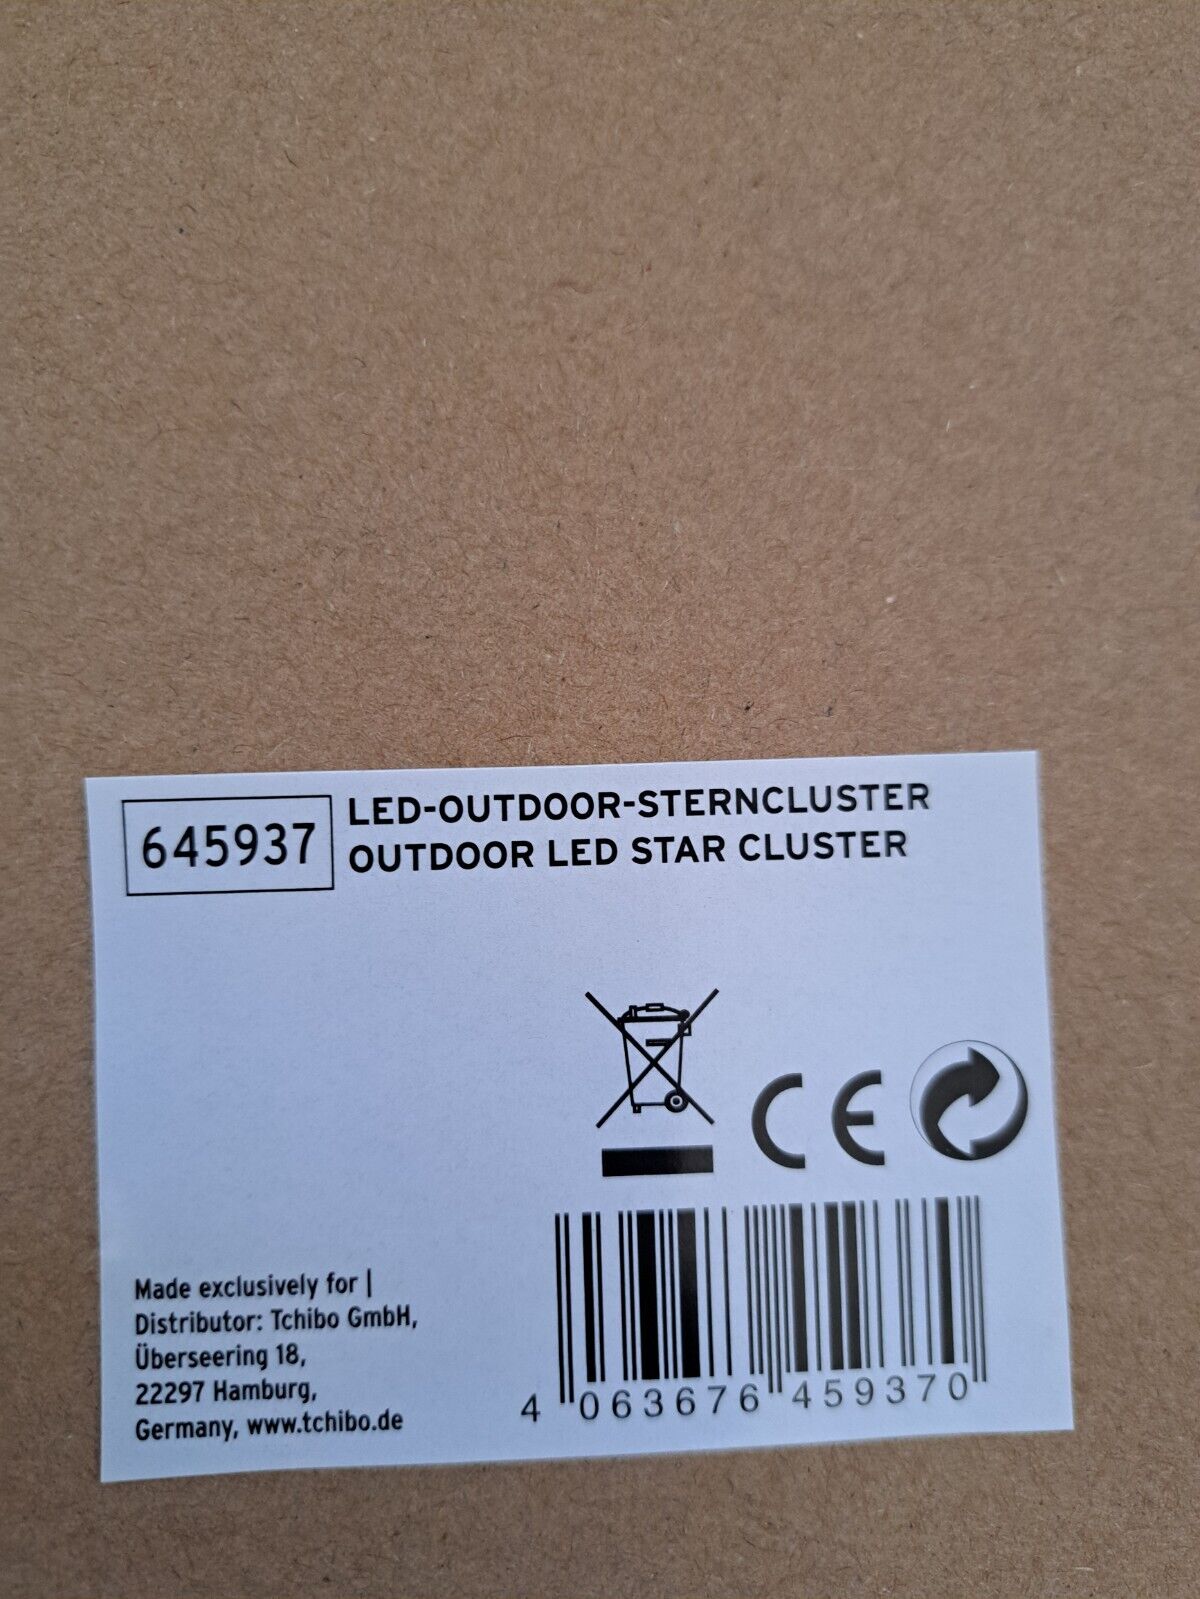 645937
LED-OUTDOOR-STERNCLUSTER
OUTDOOR LED STAR CLUSTER
CE
Made exclusively for |
Distributor: Tchibo GmbH,
Überseering 18,
22297 Hamburg,
Germany, www.tchibo.de
4 063676 459370